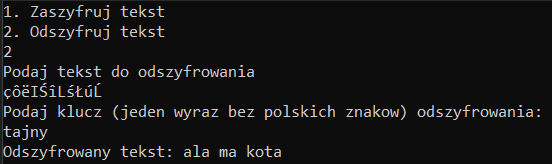 1. Zaszyfruj tekst
2. Odszyfruj tekst
2
Podaj tekst do odszyfrowania
çôëIŚîLśŁúĹ
Podaj klucz (jeden wyraz bez polskich znakow) odszyfrowania:
tajny
Odszyfrowany tekst: ala ma kota